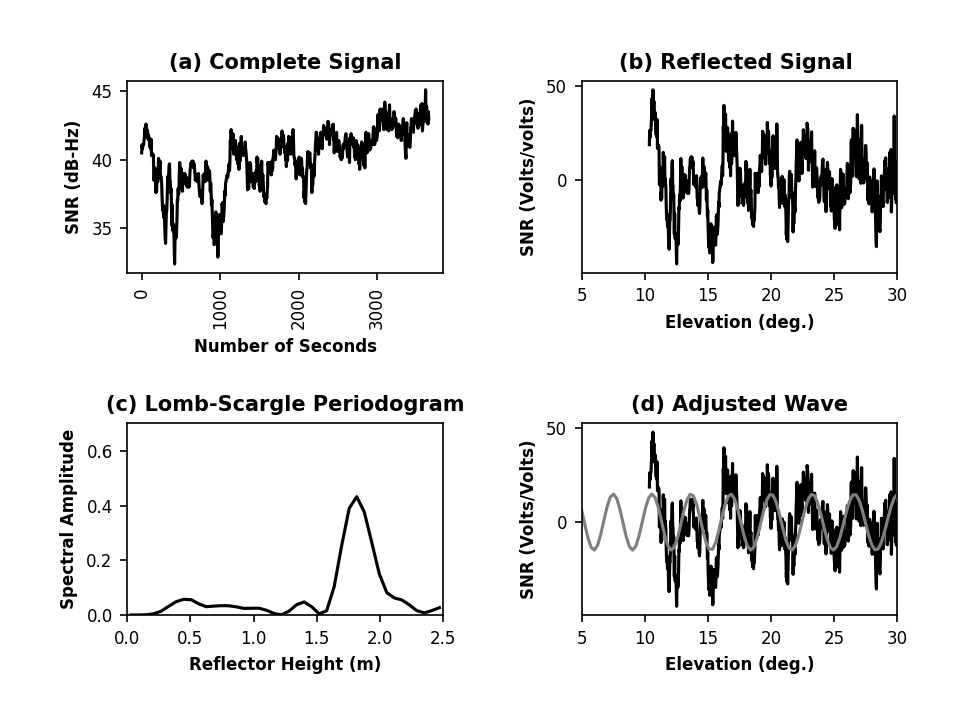 (a) Complete Signal
SNR (dB-Hz)
45
40
35
0
1000
2000
3000
Number of Seconds
(b) Reflected Signal
SNR (Volts/volts)
50
0
5 10 15 20 25 30
Elevation (deg.)
(c) Lomb-Scargle Periodogram
Spectral Amplitude
0.6
0.4
0.2
0.0
0.0 0.5 1.0 1.5 2.0 2.5
Reflector Height (m)
(d) Adjusted Wave
SNR (Volts/Volts)
50
0
5 10 15 20 25 30
Elevation (deg.)